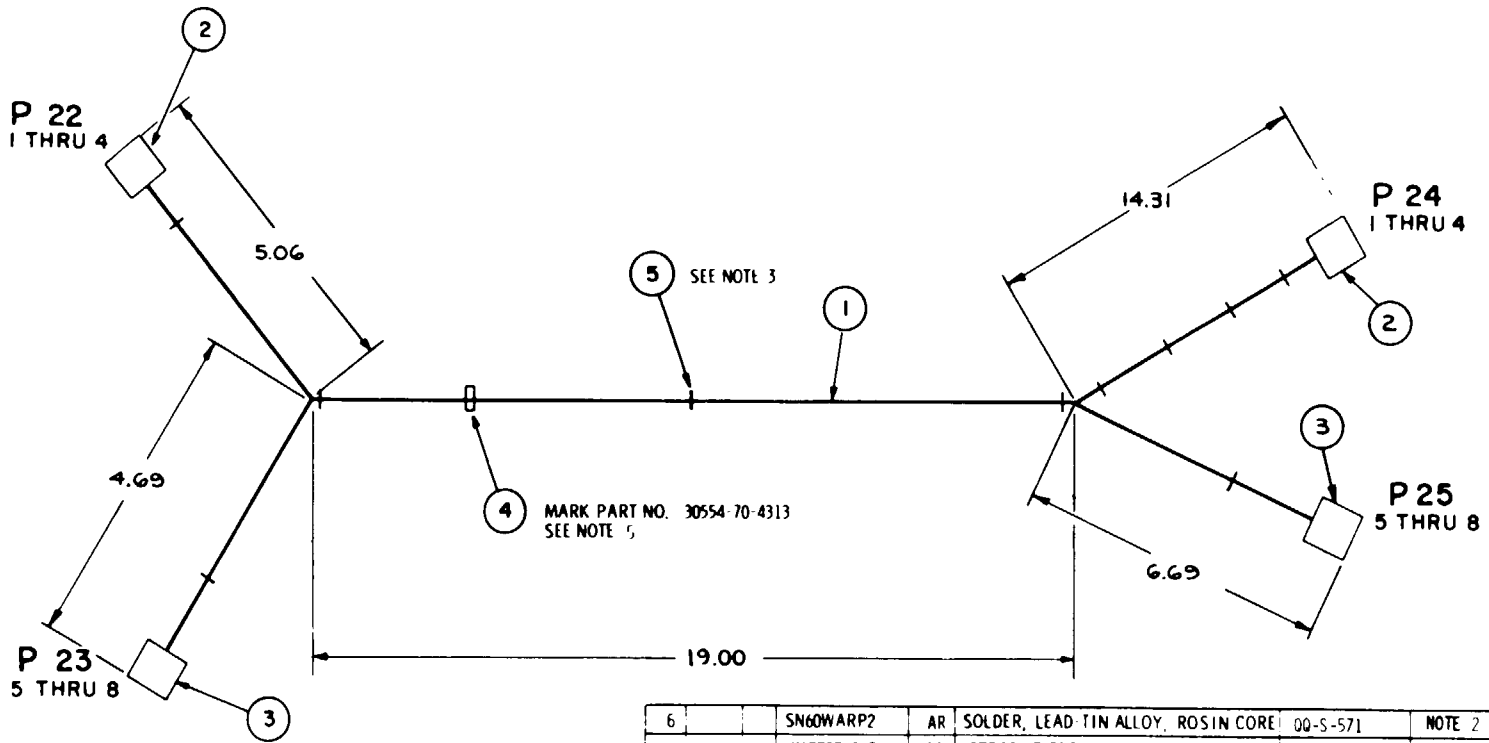 2
P 22
1 THRU 4
5.06
14.31
P 24
1 THRU 4
5 SEE NOTE 3
1
2
4.69
3
4 MARK PART NO. 30554-70-4313
SEE NOTE 5
P 25
5 THRU 8
6.69
19.00
P 23
5 THRU 8
3
6 SN60WARP2 AR SOLDER, LEAD-TIN ALLOY, ROSIN CORE QQ-S-571 NOTE 2